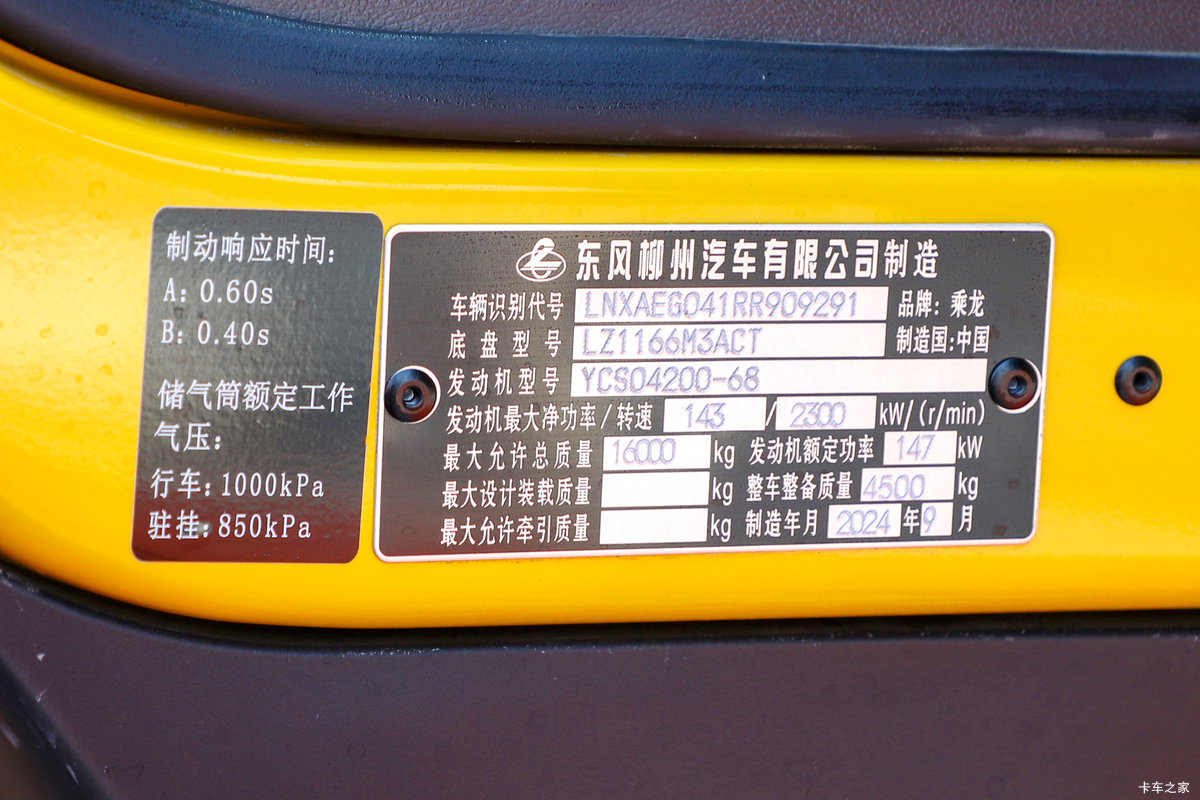 制动响应时间:
A: 0.60s
B: 0.40s
储气筒额定工作
气压:
行车:1000kPa
驻挂:850kPa
东风柳州汽车有限公司制造
车辆识别代号 LNXAEG041RR909291 品牌: 乘龙
底盘型号 LZ1166M3ACT 制造国:中国
发动机型号 YCS04200-68
发动机最大净功率/转速 143 / 2300 kW/(r/min)
最大允许总质量 16000 kg 发动机额定功率 147 kW
最大设计装载质量 kg 整车整备质量 4500 kg
最大允许牵引质量 kg 制造年月 2024 年 9 月
卡车之家